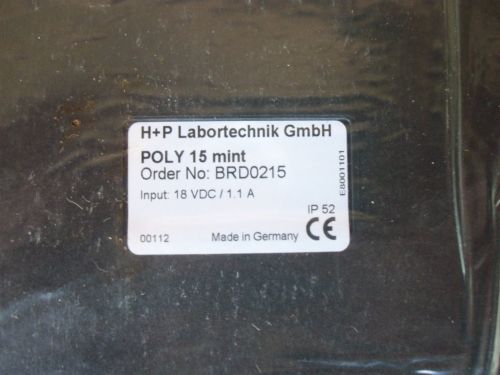 H+P Labortechnik GmbH
POLY 15 mint
Order No: BRD0215
Input: 18 VDC / 1.1 A
E8001101
IP 52
00112 Made in Germany CE